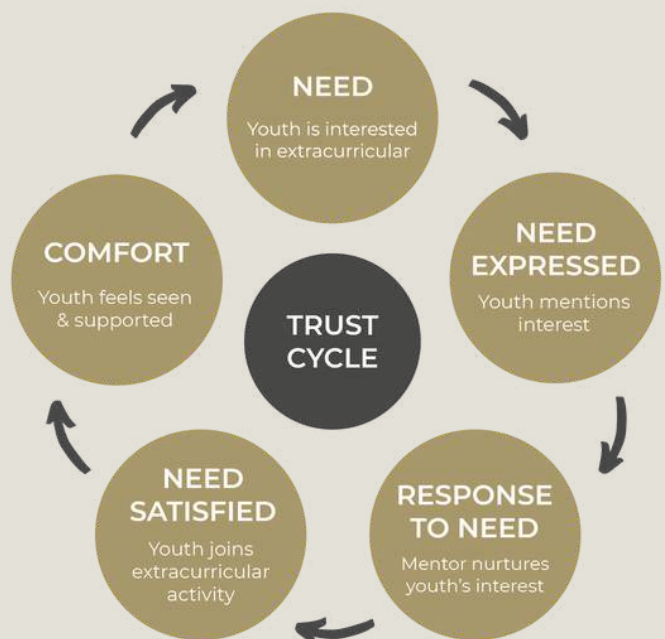 NEED
Youth is interested
in extracurricular
NEED
EXPRESSED
Youth mentions
interest
RESPONSE
TO NEED
Mentor nurtures
youth's interest
NEED
SATISFIED
Youth joins
extracurricular
activity
COMFORT
Youth feels seen
& supported
TRUST
CYCLE